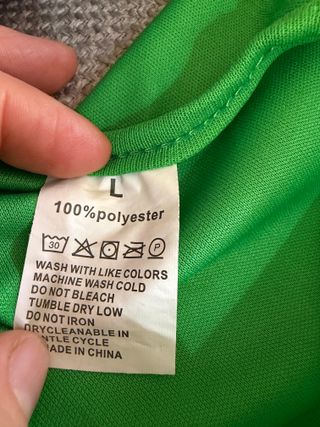 L
100%polyester
30 P
WASH WITH LIKE COLORS
MACHINE WASH COLD
DO NOT BLEACH
TUMBLE DRY LOW
DO NOT IRON
DRYCLEANABLE IN
CYCLE
MADE IN CHINA